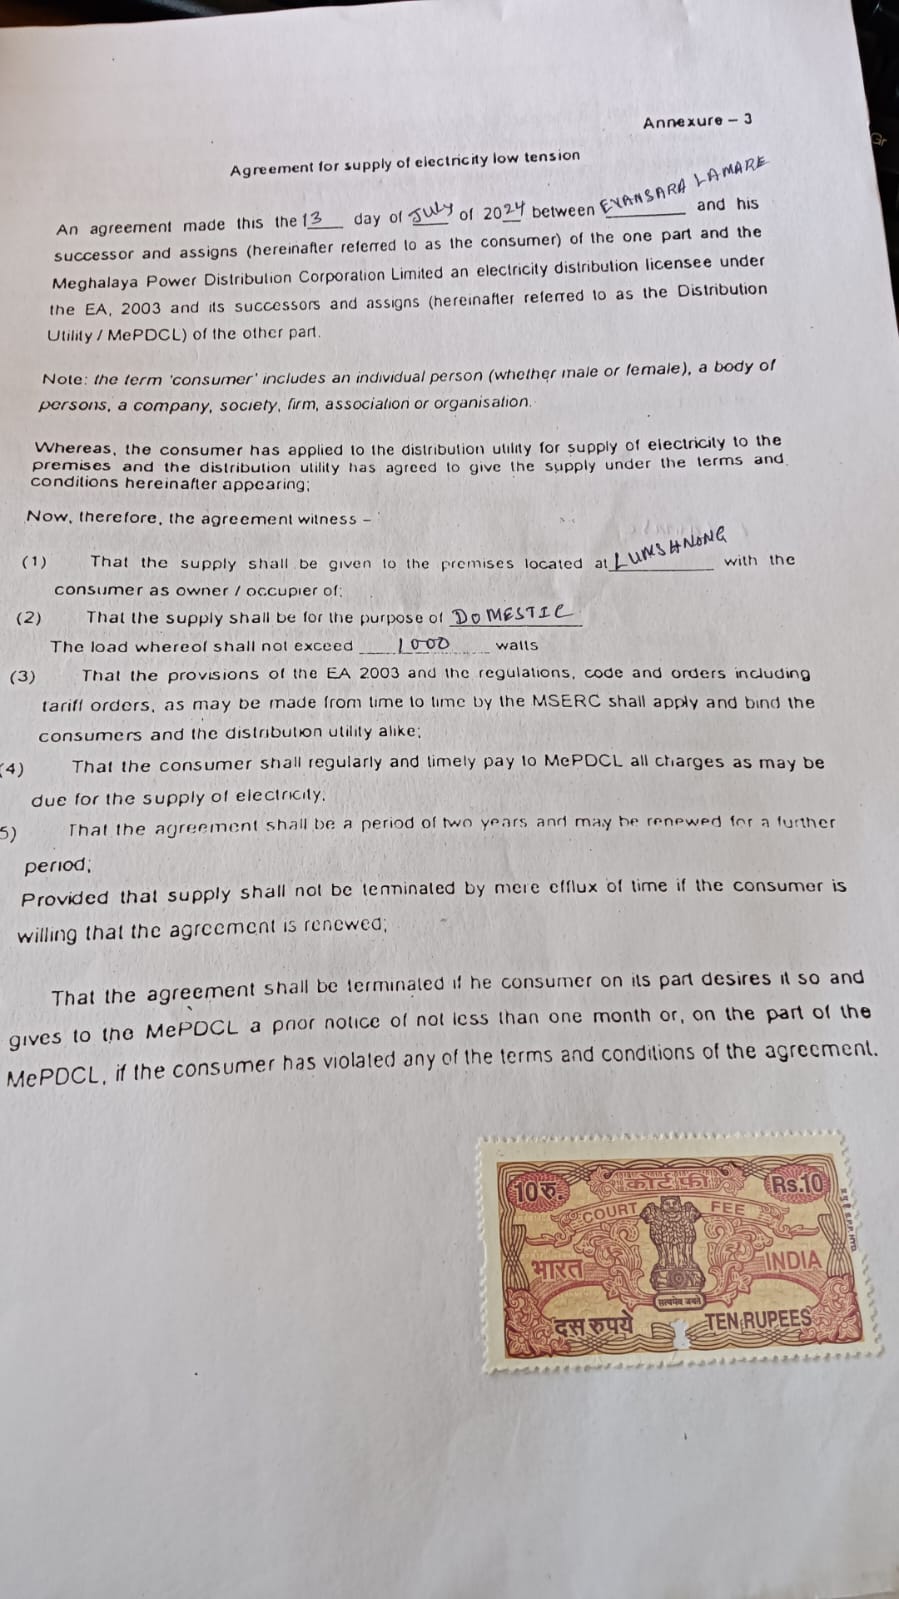 Gr
Annexure – 3
Agreement for supply of electricity low tension
An agreement made this the 13 day of July of 2024 between EVANSARA LAMARE and his
successor and assigns (hereinafter referred to as the consumer) of the one part and the
Meghalaya Power Distribution Corporation Limited an electricity distribution licensee under
the EA, 2003 and its successors and assigns (hereinafter referred to as the Distribution
Utility / MePDCL) of the other part.
Note: the term 'consumer' includes an individual person (whether male or female), a body of
persons, a company, society, firm, association or organisation.
Whereas, the consumer has applied to the distribution utility for supply of electricity to the
premises and the distribution utility has agreed to give the supply under the terms and
conditions hereinafter appearing;
Now, therefore, the agreement witness –
(1) That the supply shall be given to the premises located at LUMSHNONG with the
consumer as owner / occupier of;
(2) That the supply shall be for the purpose of DOMESTIC
The load whereof shall not exceed 1000 watts
(3) That the provisions of the EA 2003 and the regulations, code and orders including
tariff orders, as may be made from time to time by the MSERC shall apply and bind the
consumers and the distribution utility alike;
(4) That the consumer shall regularly and timely pay to MePDCL all charges as may be
due for the supply of electricity;
5) That the agreement shall be a period of two years and may be renewed for a further
period;
Provided that supply shall not be terminated by mere efflux of time if the consumer is
willing that the agreement is renewed;
That the agreement shall be terminated if he consumer on its part desires it so and
gives to the MePDCL a prior notice of not less than one month or, on the part of the
MePDCL, if the consumer has violated any of the terms and conditions of the agreement.
10 रु. कोर्ट फी Rs.10
COURT FEE
भारत INDIA
सत्यमेव जयते
दस रुपये TEN RUPEES